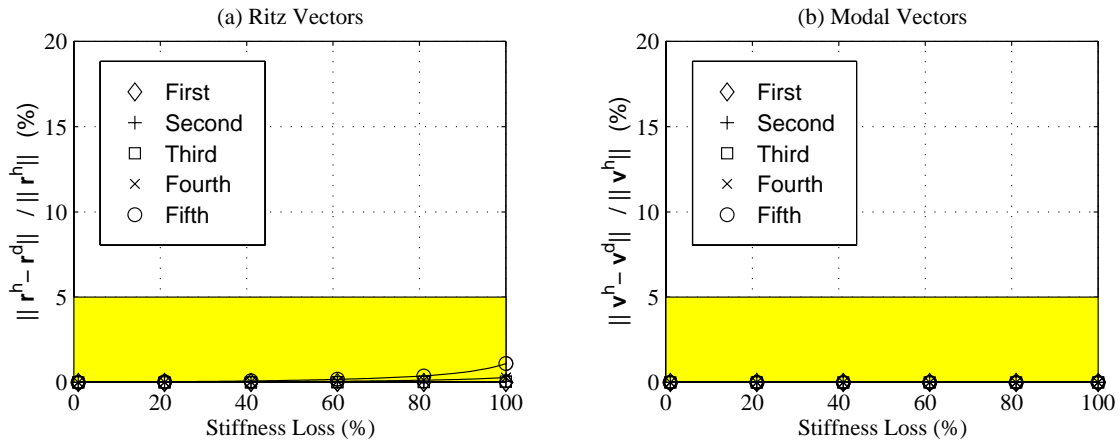 (a) Ritz Vectors
20
15
10
5
0
|| r^h – r^d || / || r^h || (%)
First
Second
Third
Fourth
Fifth
0 20 40 60 80 100
Stiffness Loss (%)
(b) Modal Vectors
20
15
10
5
0
|| v^h – v^d || / || v^h || (%)
First
Second
Third
Fourth
Fifth
0 20 40 60 80 100
Stiffness Loss (%)